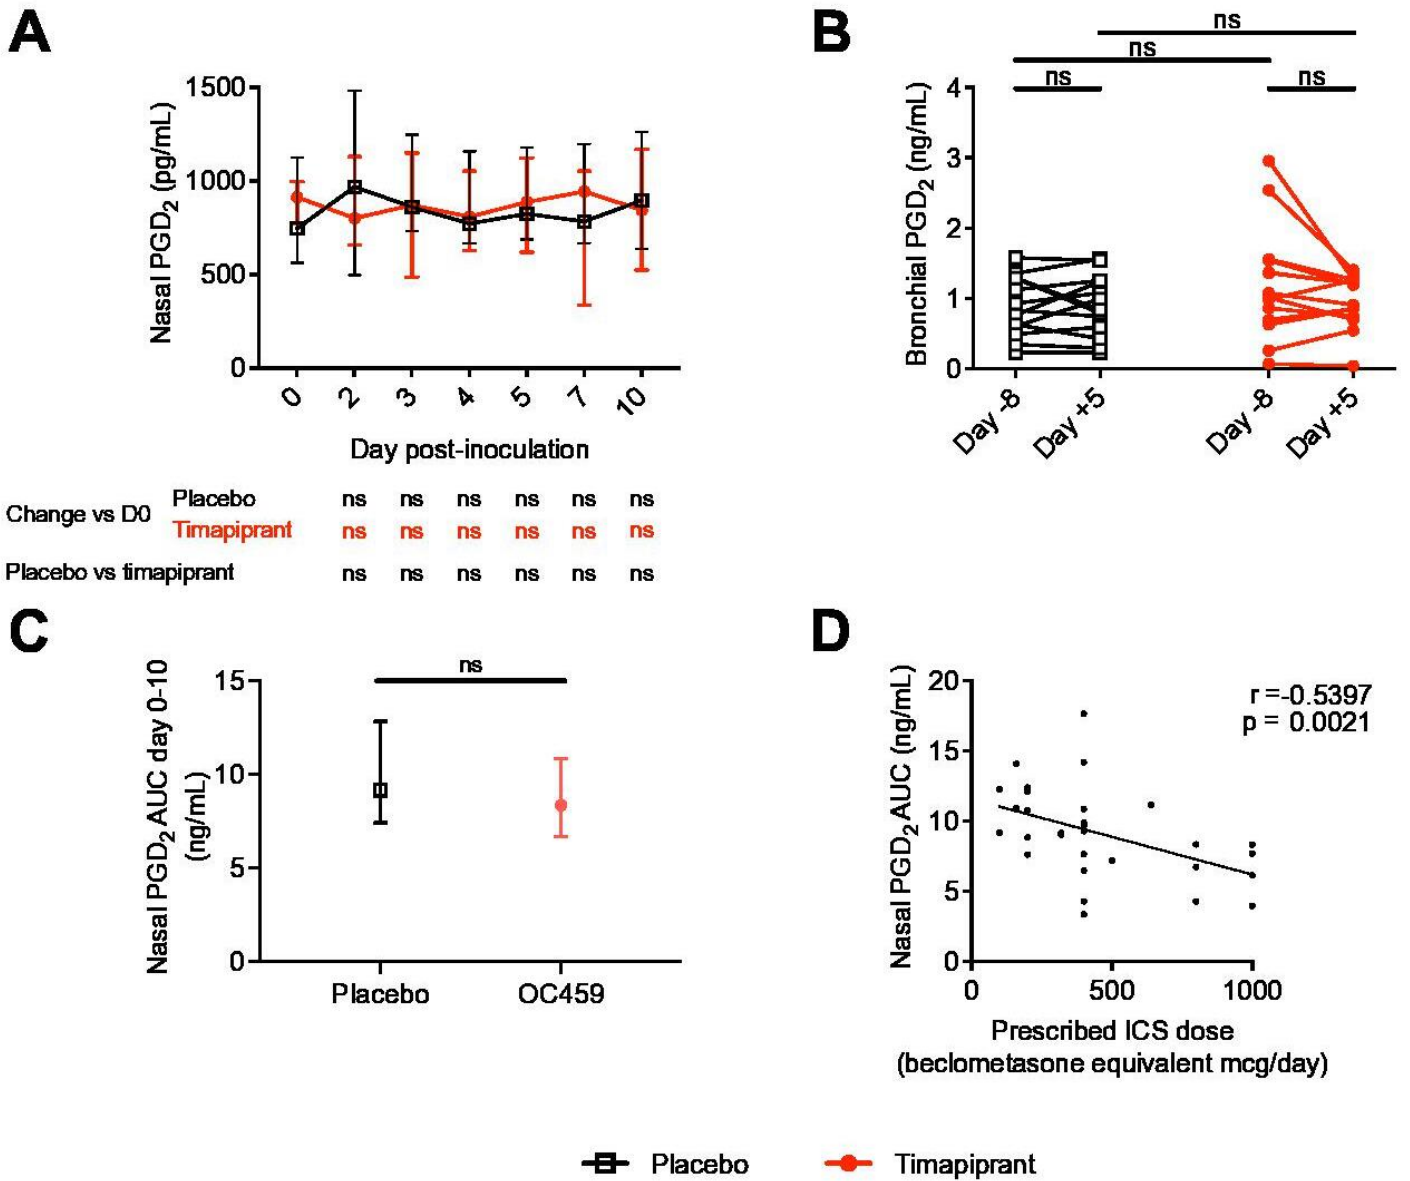 A
Nasal PGD2 (pg/mL)
1500
1000
500
0
0 2 3 4 5 7 10
Day post-inoculation
Change vs D0
Placebo ns ns ns ns ns ns
Timapiprant ns ns ns ns ns ns
Placebo vs timapiprant ns ns ns ns ns ns
B
ns
ns
ns ns
Bronchial PGD2 (ng/mL)
4
3
2
1
0
Day -8 Day +5 Day -8 Day +5
C
Nasal PGD2 AUC day 0-10
(ng/mL)
ns
15
10
5
0
Placebo OC459
D
Nasal PGD2 AUC (ng/mL)
20
15
10
5
0
r =-0.5397
p = 0.0021
0 500 1000
Prescribed ICS dose
(beclometasone equivalent mcg/day)
Placebo Timapiprant